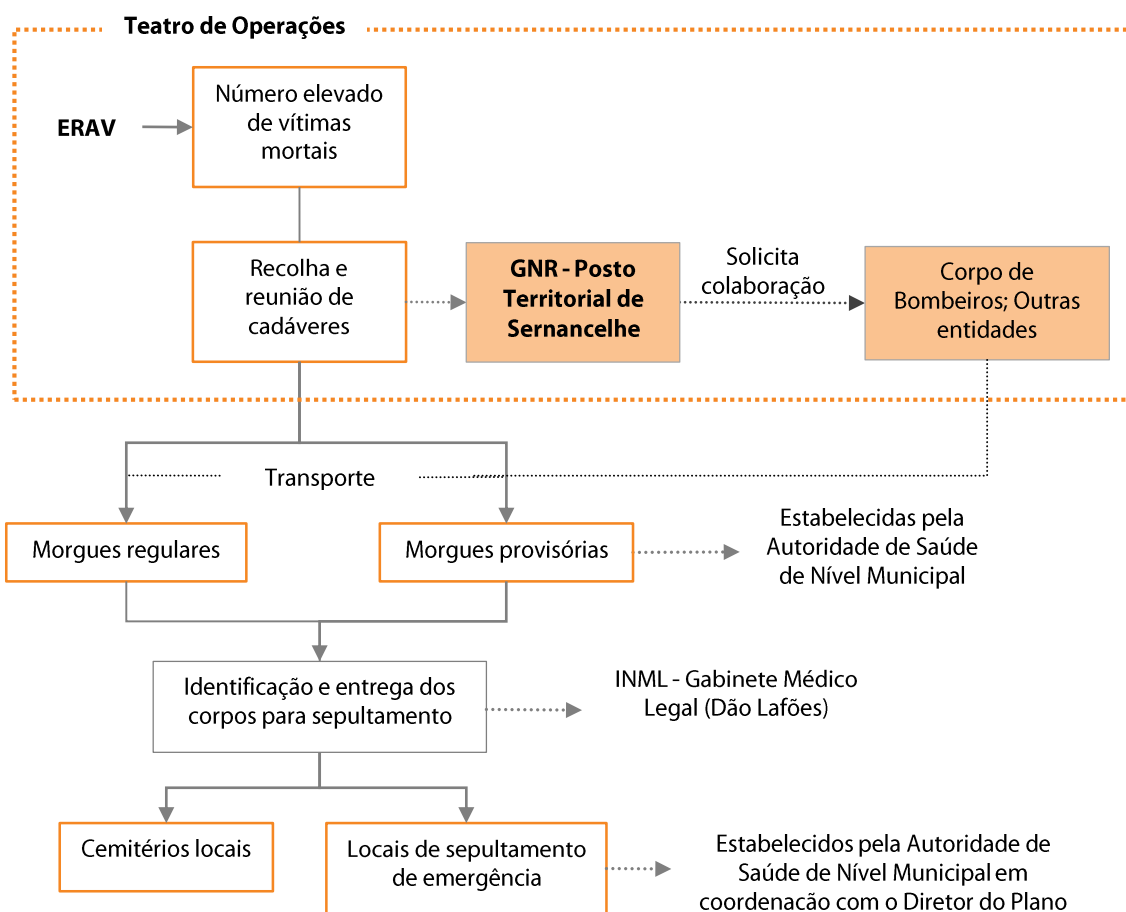 Teatro de Operações
ERAV
Número elevado
de vítimas
mortais
Recolha e
reunião de
cadáveres
GNR - Posto
Territorial de
Sernancelhe
Solicita
colaboração
Corpo de
Bombeiros; Outras
entidades
Transporte
Morgues regulares
Morgues provisórias
Estabelecidas pela
Autoridade de Saúde
de Nível Municipal
Identificação e entrega dos
corpos para sepultamento
INML - Gabinete Médico
Legal (Dão Lafões)
Cemitérios locais
Locais de sepultamento
de emergência
Estabelecidos pela Autoridade de
Saúde de Nível Municipal em
coordenação com o Diretor do Plano